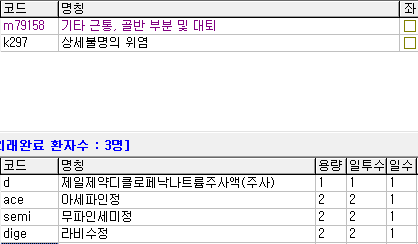 코드 명칭 좌
m79158 기타 근통, 골반 부분 및 대퇴
k297 상세불명의 위염
외래완료 환자수 : 3명]
코드 명칭 용량 일투수 일수
d 제일제약디클로페낙나트륨주사액(주사) 1 1 1
ace 아세파인정 2 2 1
semi 무파인세미정 2 2 1
dige 라비수정 2 2 1